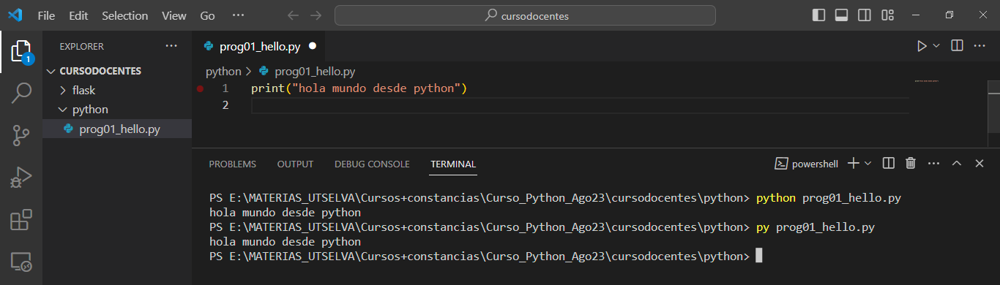 File Edit Selection View Go ··· cursodocentes
EXPLORER ···
1
CURSODOCENTES
flask
python
prog01_hello.py
prog01_hello.py
python > prog01_hello.py
1 print("hola mundo desde python")
2
PROBLEMS OUTPUT DEBUG CONSOLE TERMINAL powershell
PS E:\MATERIAS_UTSELVA\Cursos+constancias\Curso_Python_Ago23\cursodocentes\python> python prog01_hello.py
hola mundo desde python
PS E:\MATERIAS_UTSELVA\Cursos+constancias\Curso_Python_Ago23\cursodocentes\python> py prog01_hello.py
hola mundo desde python
PS E:\MATERIAS_UTSELVA\Cursos+constancias\Curso_Python_Ago23\cursodocentes\python>